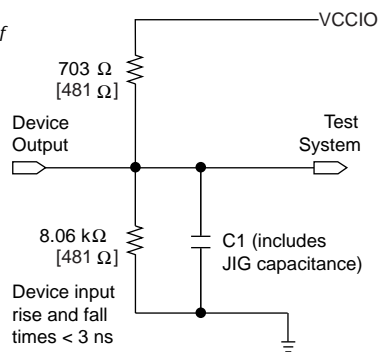 f
VCCIO
703 Ω
[481 Ω]
Device
Output
Test
System
8.06 kΩ
[481 Ω]
C1 (includes
JIG capacitance)
Device input
rise and fall
times < 3 ns